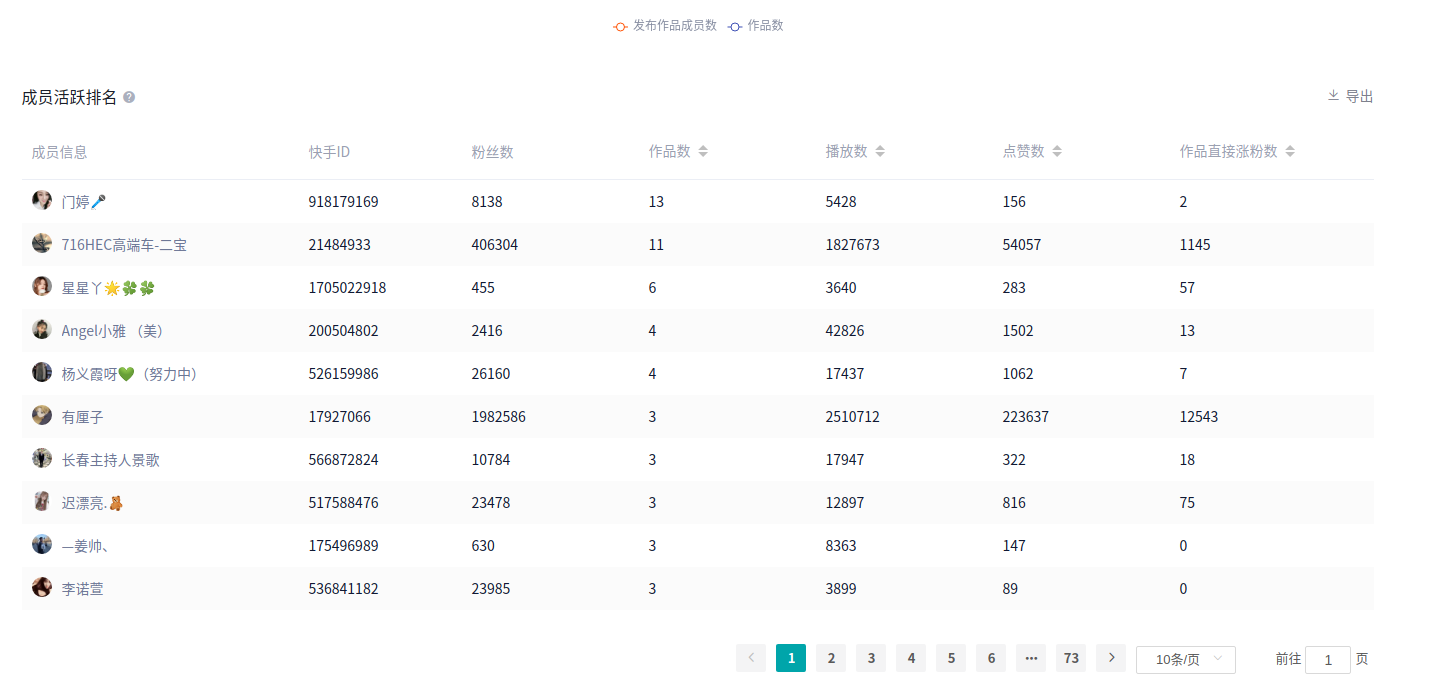 发布作品成员数 作品数
成员活跃排名 导出
成员信息 快手ID 粉丝数 作品数 播放数 点赞数 作品直接涨粉数
门婷🎤 918179169 8138 13 5428 156 2
716HEC高端车-二宝 21484933 406304 11 1827673 54057 1145
星星丫🌟🍀🍀 1705022918 455 6 3640 283 57
Angel小雅 （美） 200504802 2416 4 42826 1502 13
杨义霞呀💚（努力中） 526159986 26160 4 17437 1062 7
有厘子 17927066 1982586 3 2510712 223637 12543
长春主持人景歌 566872824 10784 3 17947 322 18
迟漂亮.🧸 517588476 23478 3 12897 816 75
—姜帅、 175496989 630 3 8363 147 0
李诺萱 536841182 23985 3 3899 89 0
1 2 3 4 5 6 ··· 73 10条/页 前往 1 页